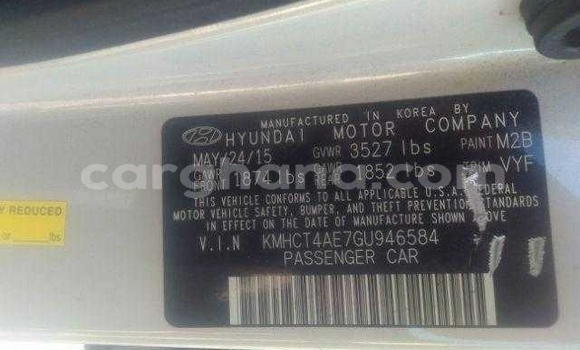 MANUFACTURED IN KOREA BY
HYUNDAI MOTOR COMPANY
MAY/24/15 GVWR 3527 lbs PAINT M2B
GAWR FRONT 1874 lbs GAWR 1852 lbs TRIM VYF
THIS VEHICLE CONFORMS TO ALL APPLICABLE U.S.A. FEDERAL
MOTOR VEHICLE SAFETY, BUMPER, AND THEFT PREVENTION
STANDARDS IN EFFECT ON THE DATE OF MANUFACTURE
SHOWN ABOVE.
V.I.N KMHCT4AE7GU946584
PASSENGER CAR
REDUCED
lbs
carghana.com